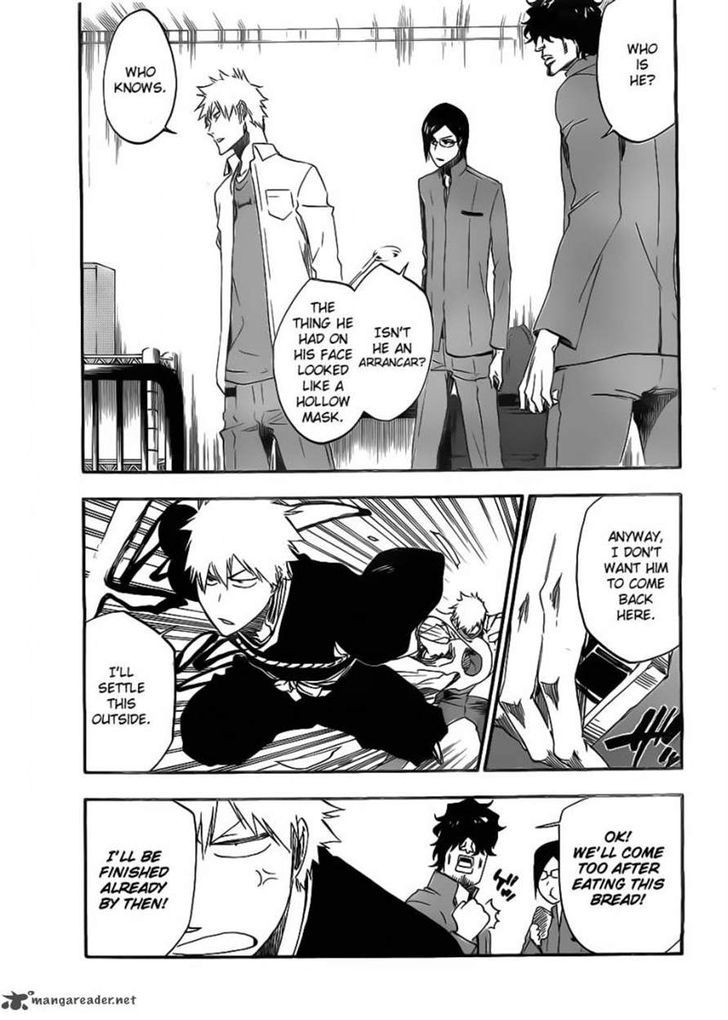 WHO
IS
HE?
WHO
KNOWS.
ISN'T
HE AN
ARRANCAR?
THE
THING HE
HAD ON
HIS FACE
LOOKED
LIKE A
HOLLOW
MASK.
ANYWAY,
I DON'T
WANT HIM
TO COME
BACK
HERE.
I'LL
SETTLE
THIS
OUTSIDE.
OK!
WE'LL COME
TOO AFTER
EATING THIS
BREAD!
I'LL BE
FINISHED
ALREADY
BY THEN!
mangareader.net